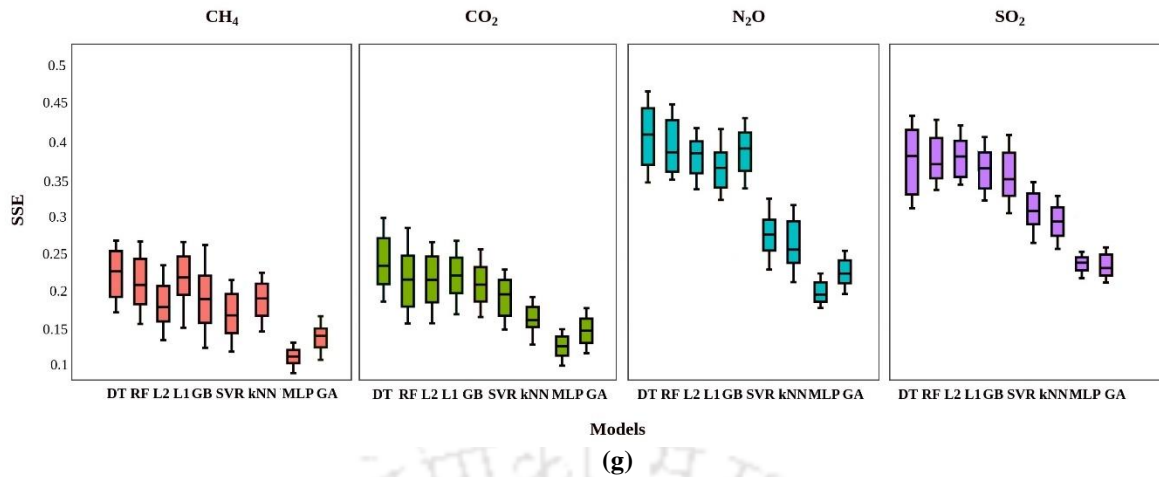 CH₄ CO₂ N₂O SO₂
0.5
0.45
0.4
0.35
0.3
0.25
0.2
0.15
0.1
SSE
DT RF L2 L1 GB SVR kNN MLP GA DT RF L2 L1 GB SVR kNN MLP GA DT RF L2 L1 GB SVR kNN MLP GA DT RF L2 L1 GB SVR kNN MLP GA
Models
(g)